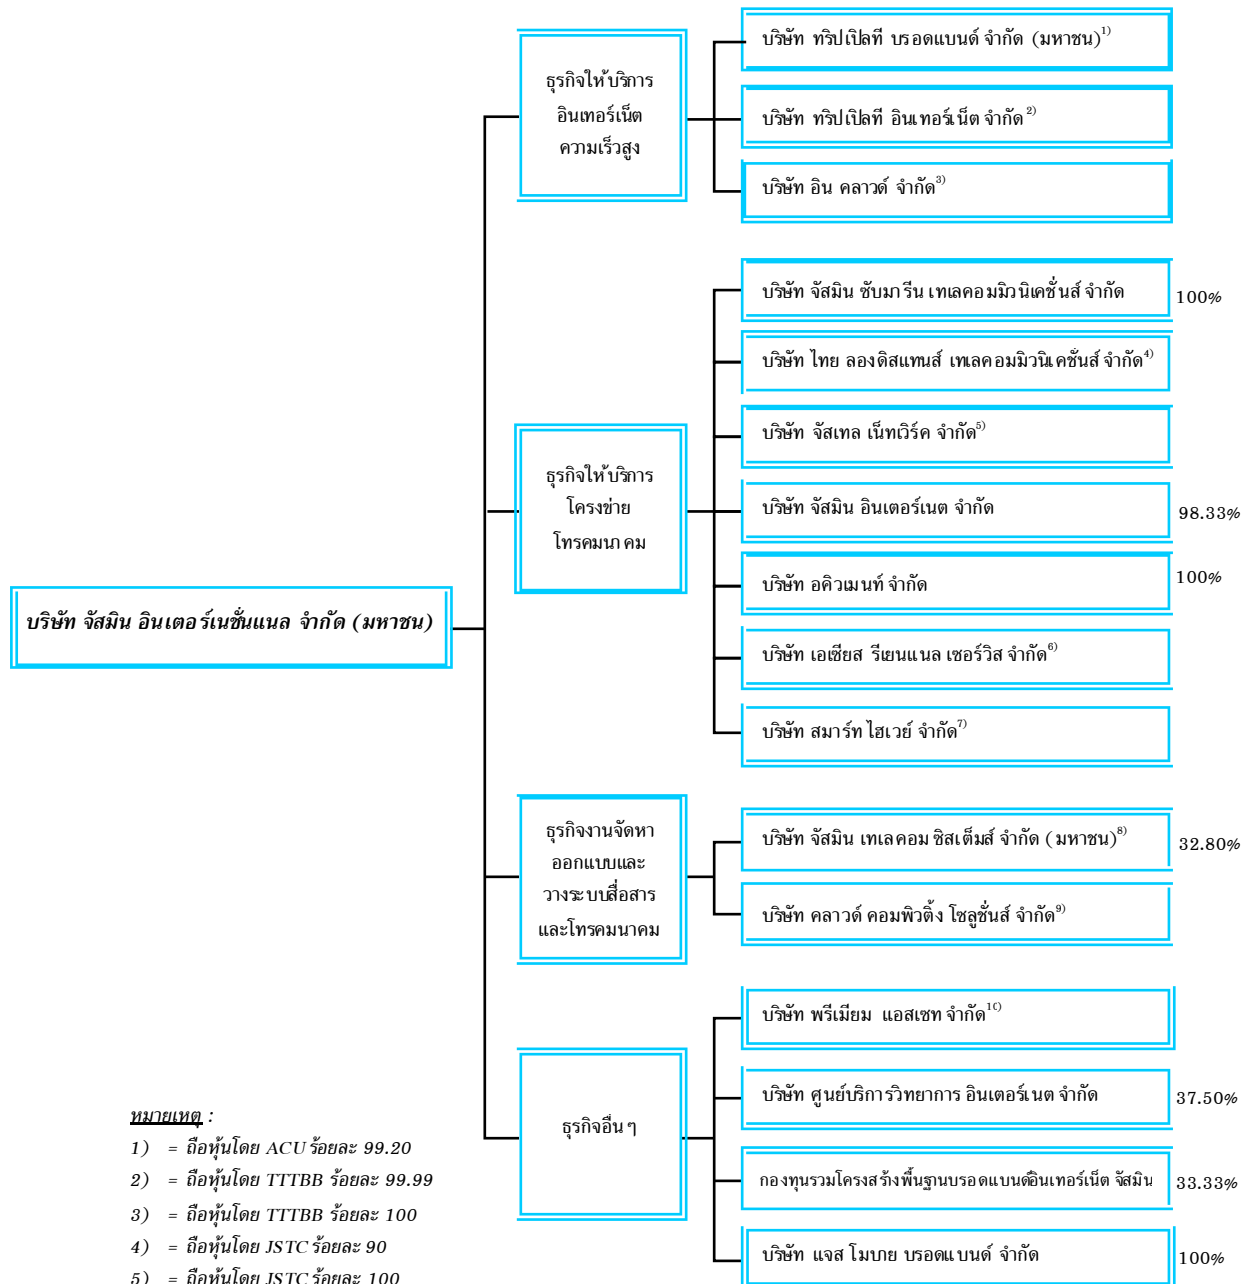 บริษัท ทริปเปิลที บรอดแบนด์ จำกัด (มหาชน)1)
ธุรกิจให้บริการ
อินเทอร์เน็ต
ความเร็วสูง
บริษัท ทริปเปิลที อินเทอร์เน็ต จำกัด2)
บริษัท อิน คลาวด์ จำกัด3)
บริษัท จัสมิน ซับมารีน เทเลคอมมิวนิเคชั่นส์ จำกัด 100%
บริษัท ไทย ลองดิสแทนส์ เทเลคอมมิวนิเคชั่นส์ จำกัด4)
บริษัท จัสเทล เน็ทเวิร์ค จำกัด5)
ธุรกิจให้บริการ
โครงข่าย
โทรคมนาคม
บริษัท จัสมิน อินเตอร์เนต จำกัด 98.33%
บริษัท อคิวเมนท์ จำกัด 100%
บริษัท จัสมิน อินเตอร์เนชั่นแนล จำกัด (มหาชน)
บริษัท เอเซียส รีเยนแนล เซอร์วิส จำกัด6)
บริษัท สมาร์ท ไฮเวย์ จำกัด7)
ธุรกิจงานจัดหา
ออกแบบและ
วางระบบสื่อสาร
และโทรคมนาคม
บริษัท จัสมิน เทเลคอม ซิสเต็มส์ จำกัด (มหาชน)8) 32.80%
บริษัท คลาวด์ คอมพิวติ้ง โซลูชั่นส์ จำกัด9)
บริษัท พรีเมียม แอสเซท จำกัด10)
ธุรกิจอื่น ๆ
บริษัท ศูนย์บริการวิทยาการ อินเตอร์เนต จำกัด 37.50%
กองทุนรวมโครงสร้างพื้นฐานบรอดแบนด์อินเทอร์เน็ต จัสมิน 33.33%
บริษัท แจส โมบาย บรอดแบนด์ จำกัด 100%
หมายเหตุ :
1) = ถือหุ้นโดย ACU ร้อยละ 99.20
2) = ถือหุ้นโดย TTTBB ร้อยละ 99.99
3) = ถือหุ้นโดย TTTBB ร้อยละ 100
4) = ถือหุ้นโดย JSTC ร้อยละ 90
5) = ถือหุ้นโดย JSTC ร้อยละ 100